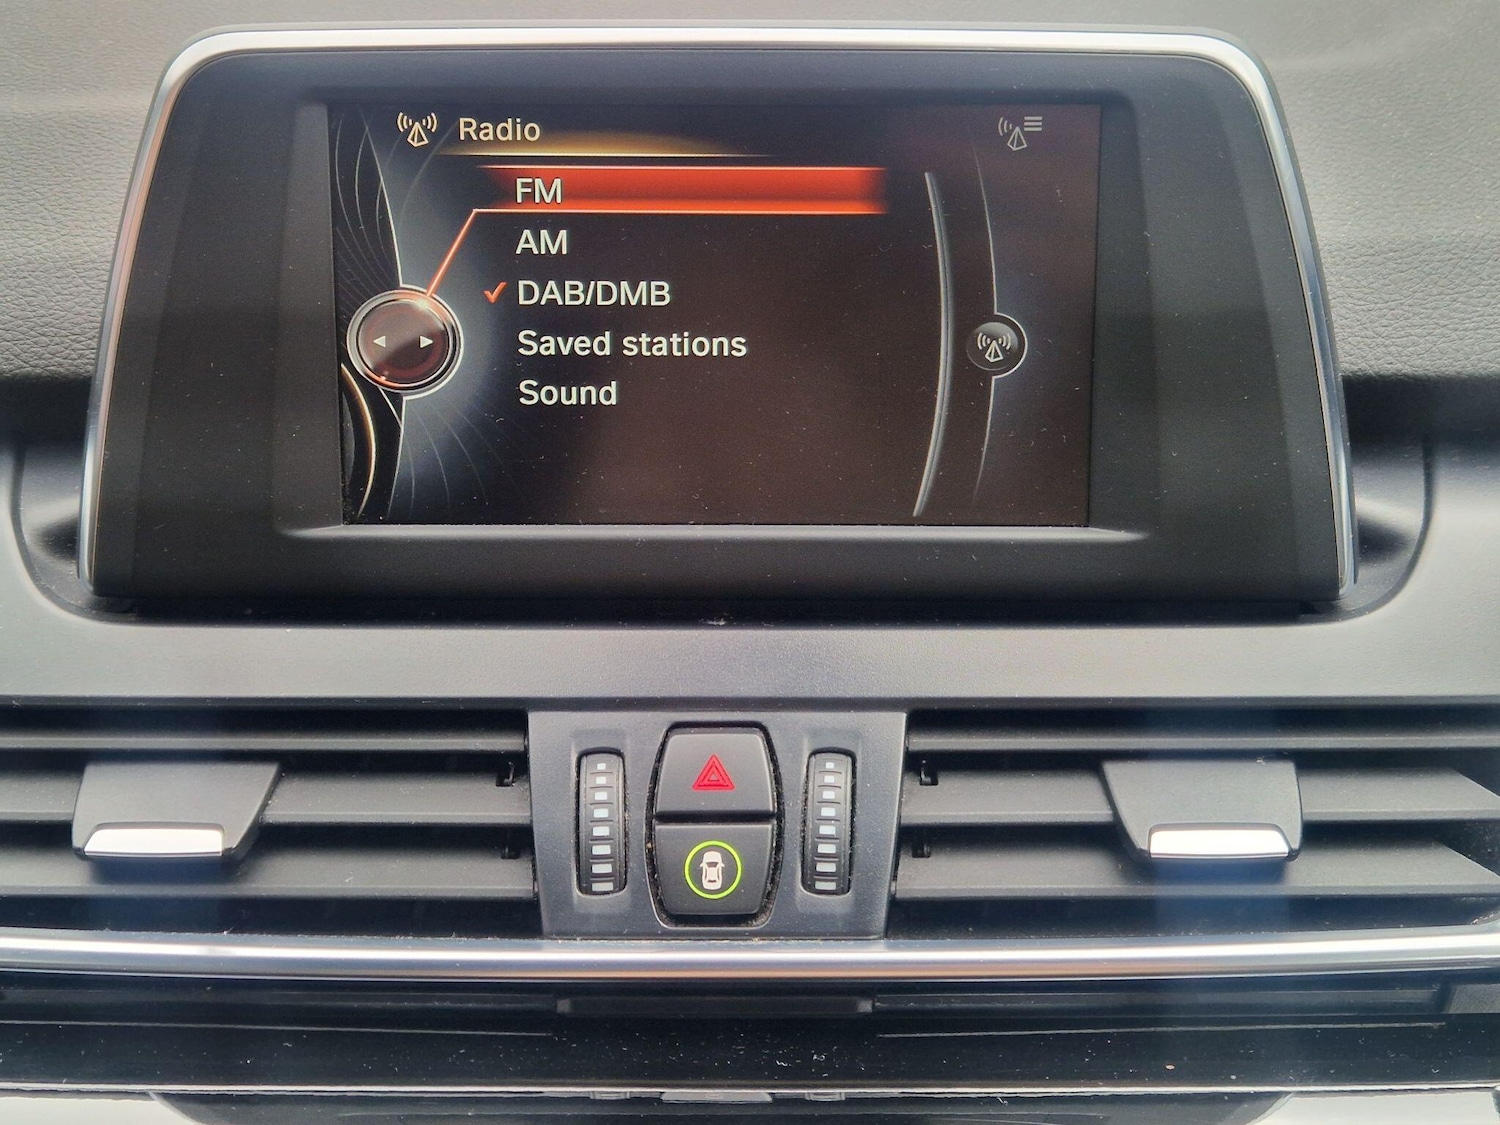 Radio
FM
AM
DAB/DMB
Saved stations
Sound